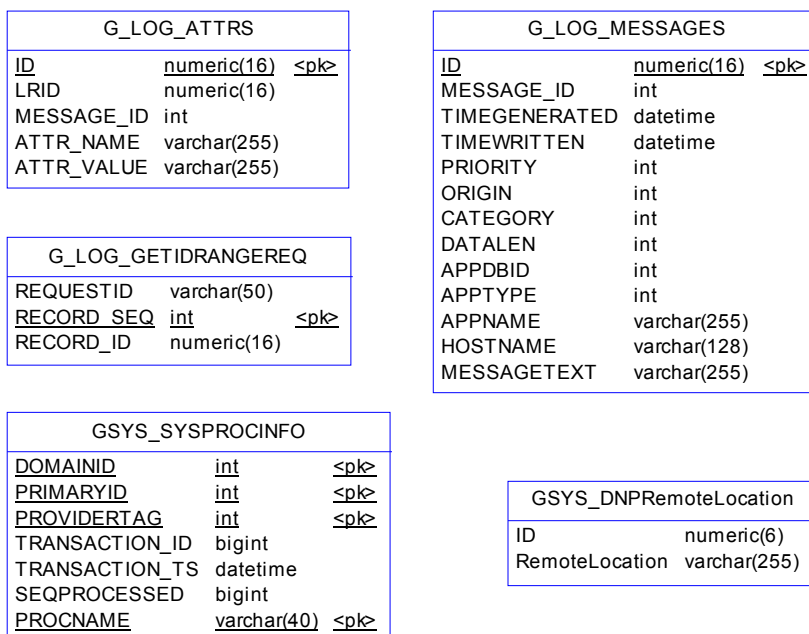 G_LOG_ATTRS
ID numeric(16) <pk>
LRID numeric(16)
MESSAGE_ID int
ATTR_NAME varchar(255)
ATTR_VALUE varchar(255)
G_LOG_MESSAGES
ID numeric(16) <pk>
MESSAGE_ID int
TIMEGENERATED datetime
TIMEWRITTEN datetime
PRIORITY int
ORIGIN int
CATEGORY int
DATALEN int
APPDBID int
APPTYPE int
APPNAME varchar(255)
HOSTNAME varchar(128)
MESSAGETEXT varchar(255)
G_LOG_GETIDRANGEREQ
REQUESTID varchar(50)
RECORD_SEQ int <pk>
RECORD_ID numeric(16)
GSYS_SYSPROCINFO
DOMAINID int <pk>
PRIMARYID int <pk>
PROVIDERTAG int <pk>
TRANSACTION_ID bigint
TRANSACTION_TS datetime
SEQPROCESSED bigint
PROCNAME varchar(40) <pk>
GSYS_DNPRemoteLocation
ID numeric(6)
RemoteLocation varchar(255)